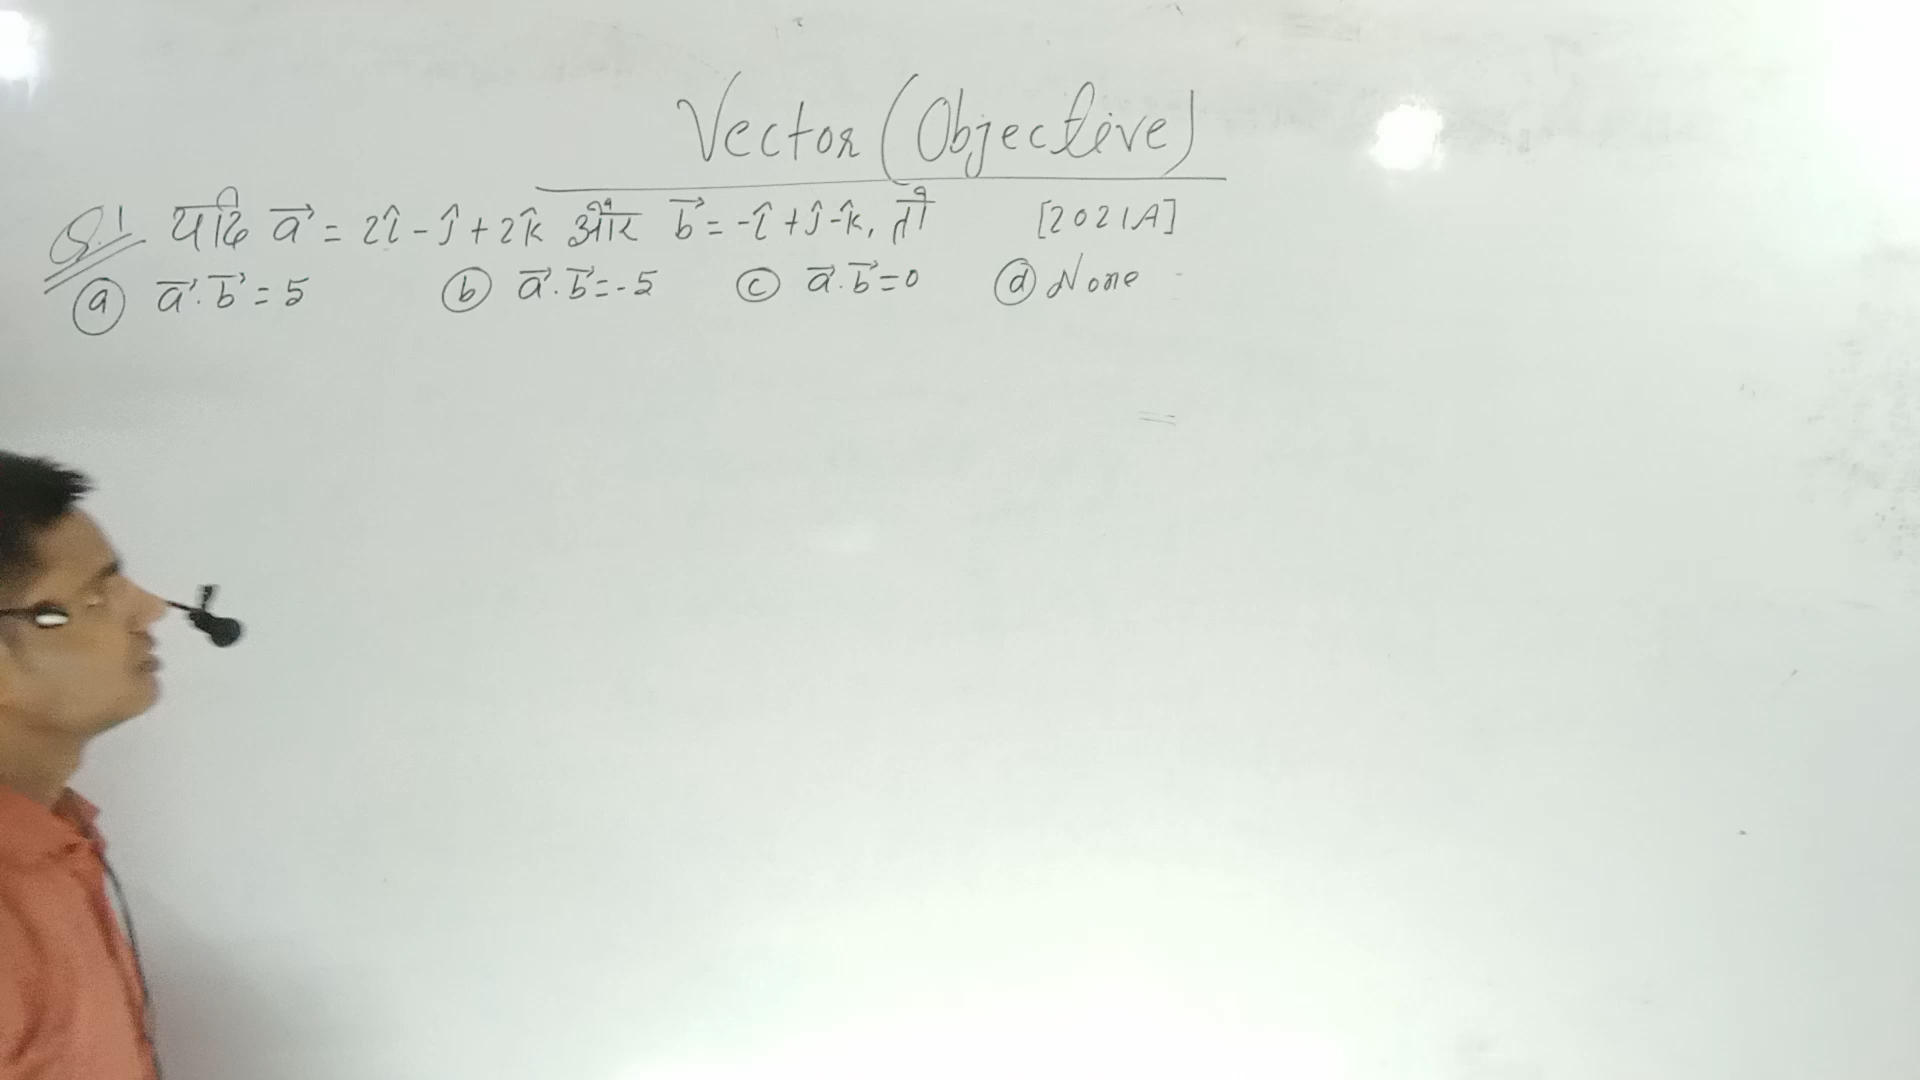 Vector (Objective)
Q.1 यदि a⃗ = 2î - ĵ + 2k̂ और b⃗ = -î + ĵ - k̂, तो [2021A]
(a) a⃗.b⃗ = 5 (b) a⃗.b⃗ = -5 (c) a⃗.b⃗ = 0 (d) None